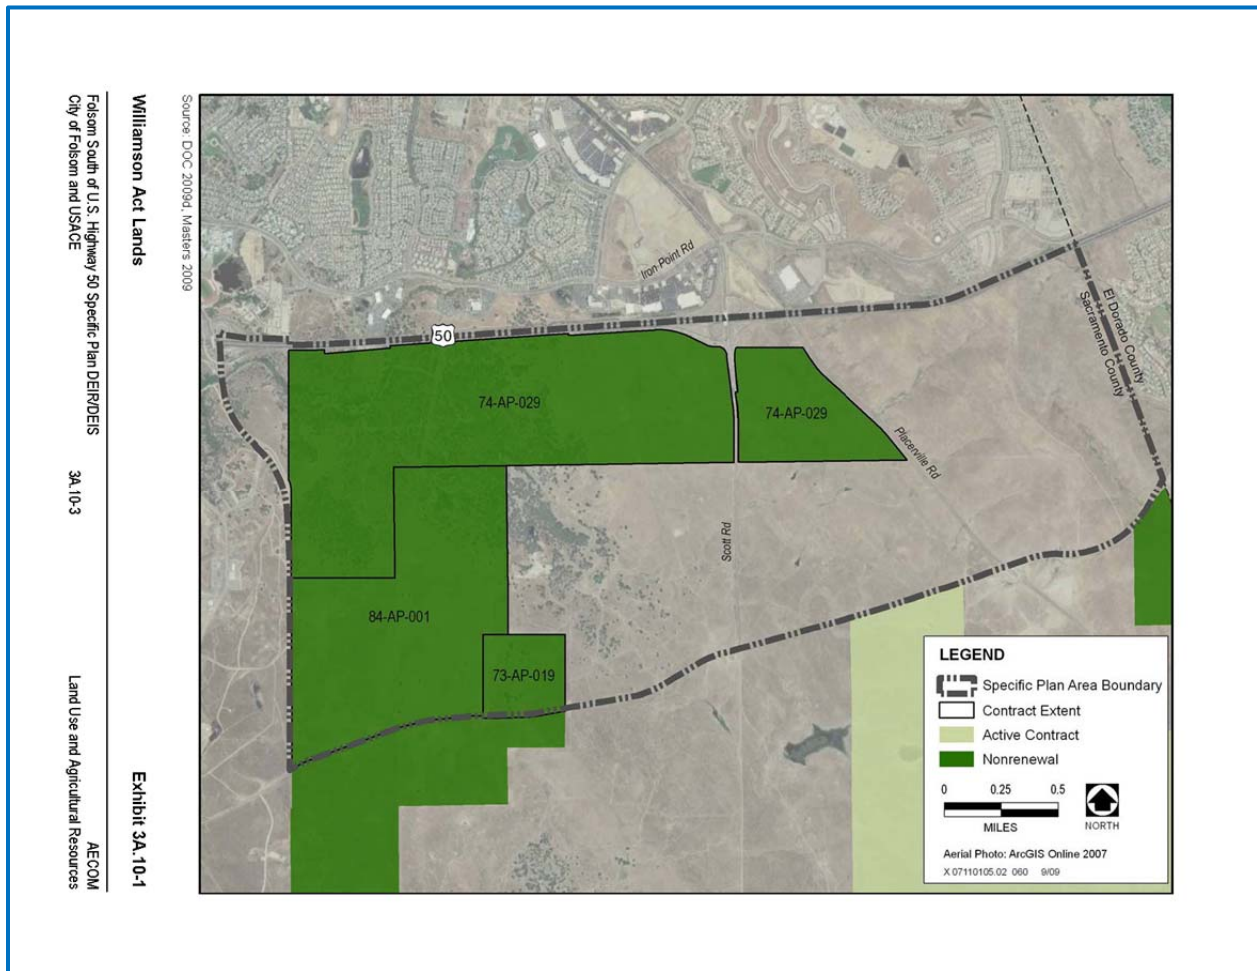 Source: DOC 2009d, Masters 2009
Williamson Act Lands
Exhibit 3A.10-1
Folsom South of U.S. Highway 50 Specific Plan DEIR/DEIS
City of Folsom and USACE
3A.10-3
AECOM
Land Use and Agricultural Resources
Iron Point Rd
El Dorado County
Sacramento County
50
74-AP-029
74-AP-029
Placerville Rd
Scott Rd
84-AP-001
73-AP-019
LEGEND
Specific Plan Area Boundary
Contract Extent
Active Contract
Nonrenewal
0 0.25 0.5
MILES
NORTH
Aerial Photo: ArcGIS Online 2007
X 07110105.02 060 9/09